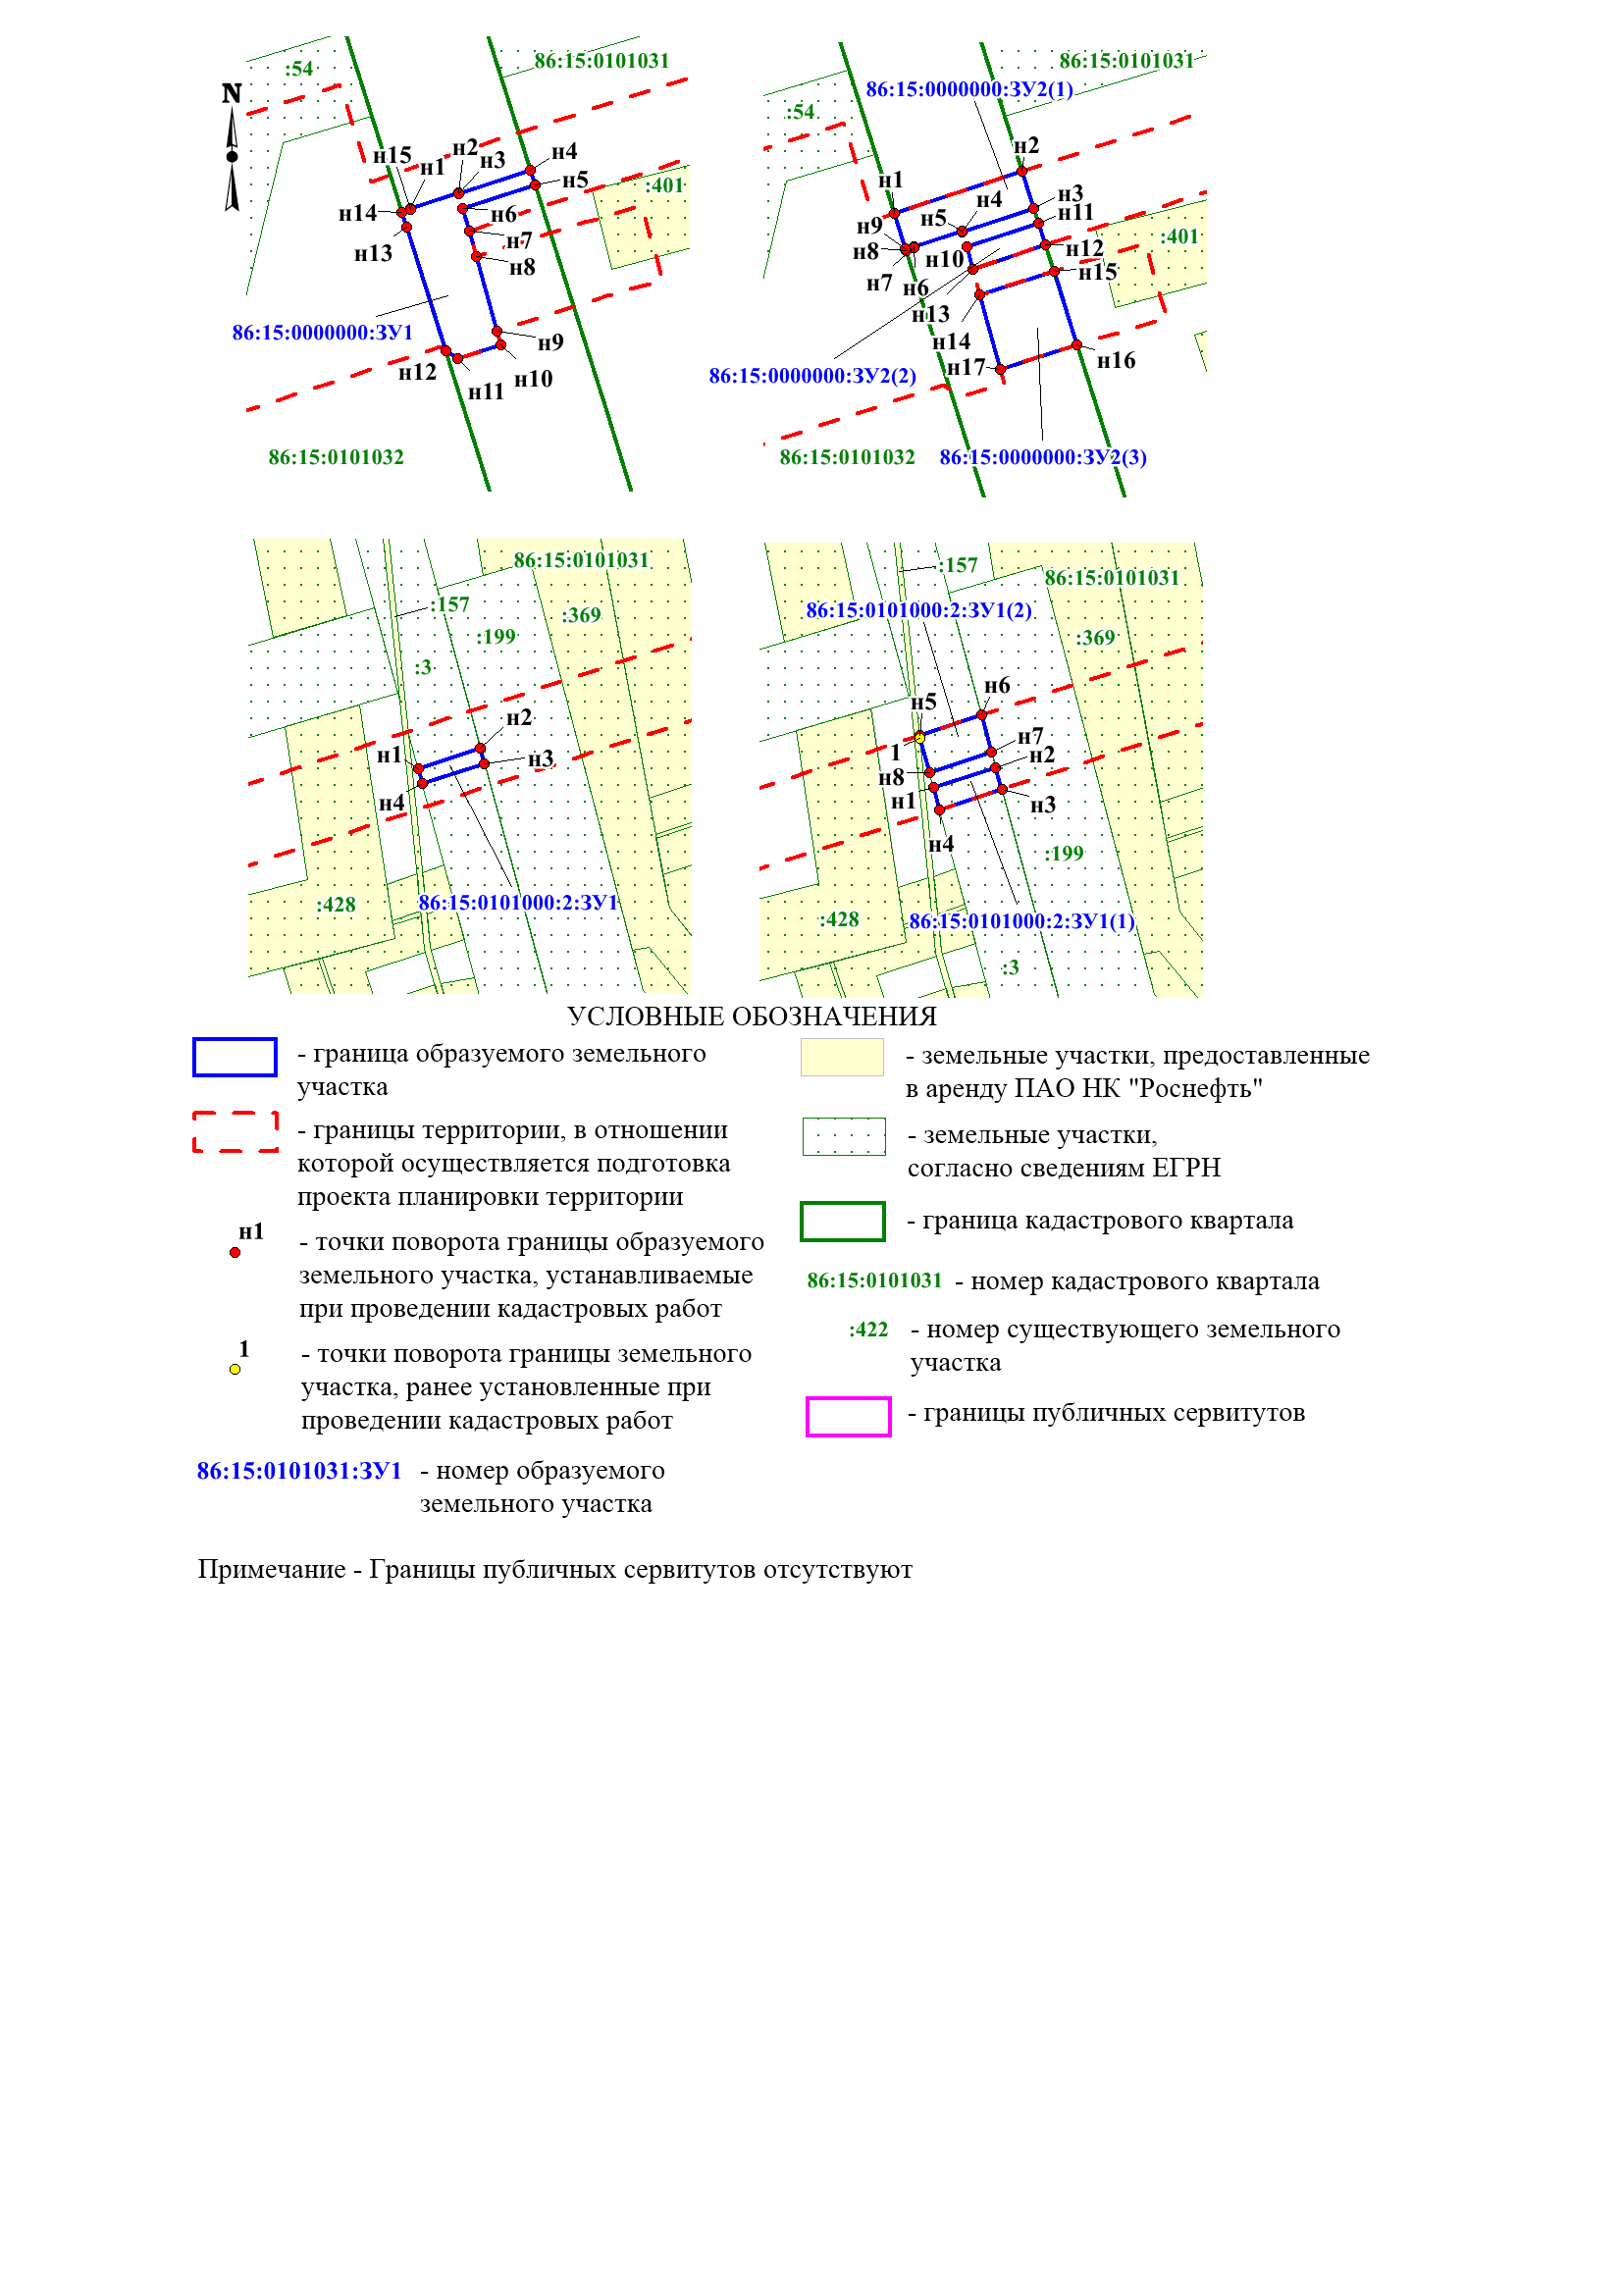 N
:54
86:15:0101031
н15
н1
н2
н3
н4
н5
:401
н14
н6
н13
н7
н8
86:15:0000000:ЗУ1
н9
н12
н10
н11
86:15:0101032
86:15:0101031
86:15:0000000:ЗУ2(1)
:54
н2
н1
н3
н4
н11
н9
н5
:401
н8
н10
н12
н15
н7
н6
н13
н14
н16
н17
86:15:0000000:ЗУ2(2)
86:15:0101032
86:15:0000000:ЗУ2(3)
86:15:0101031
:157
:369
:199
:3
н2
н1
н3
н4
86:15:0101000:2:ЗУ1
:428
:157
86:15:0101031
86:15:0101000:2:ЗУ1(2)
:369
н6
н5
н7
1
н2
н8
н1
н3
н4
:199
:428
86:15:0101000:2:ЗУ1(1)
:3
УСЛОВНЫЕ ОБОЗНАЧЕНИЯ
- граница образуемого земельного
участка
- границы территории, в отношении
которой осуществляется подготовка
проекта планировки территории
н1
- точки поворота границы образуемого
земельного участка, устанавливаемые
при проведении кадастровых работ
1
- точки поворота границы земельного
участка, ранее установленные при
проведении кадастровых работ
86:15:0101031:ЗУ1 - номер образуемого
земельного участка
- земельные участки, предоставленные
в аренду ПАО НК "Роснефть"
- земельные участки,
согласно сведениям ЕГРН
- граница кадастрового квартала
86:15:0101031 - номер кадастрового квартала
:422 - номер существующего земельного
участка
- границы публичных сервитутов
Примечание - Границы публичных сервитутов отсутствуют